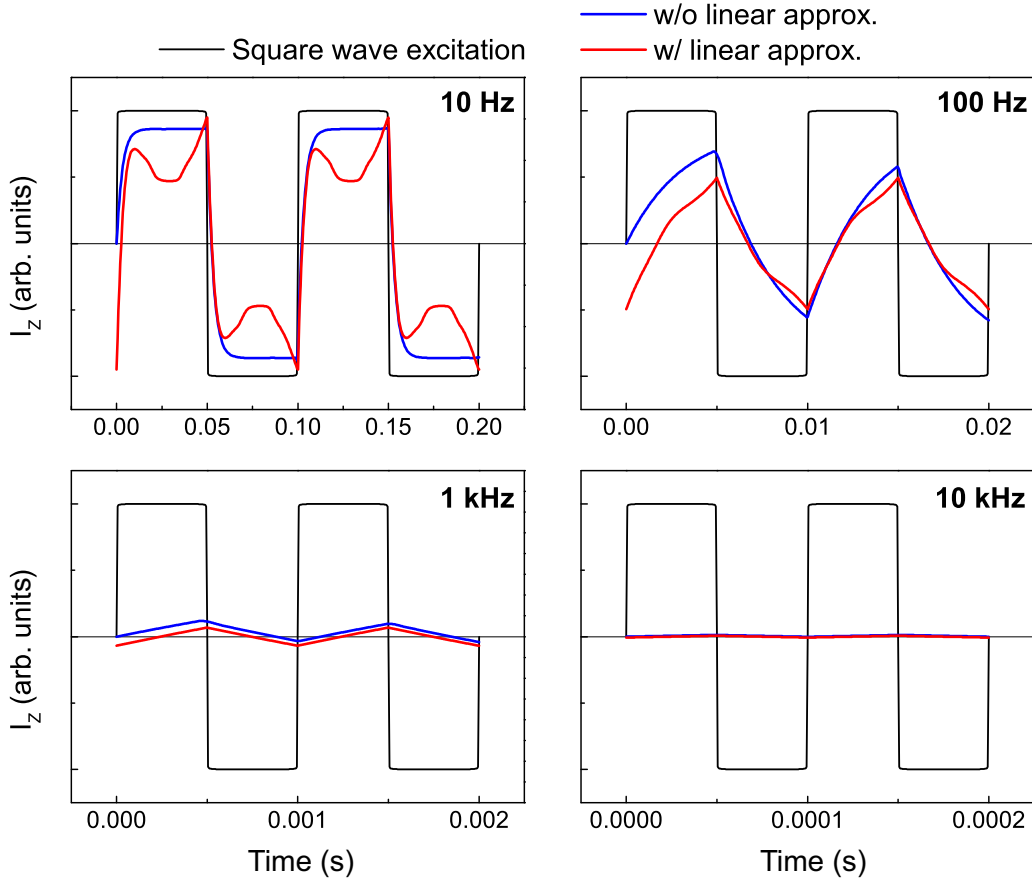 w/o linear approx.
Square wave excitation
w/ linear approx.
10 Hz
100 Hz
I_Z (arb. units)
0.00 0.05 0.10 0.15 0.20
0.00 0.01 0.02
1 kHz
10 kHz
I_Z (arb. units)
0.000 0.001 0.002
0.0000 0.0001 0.0002
Time (s)
Time (s)